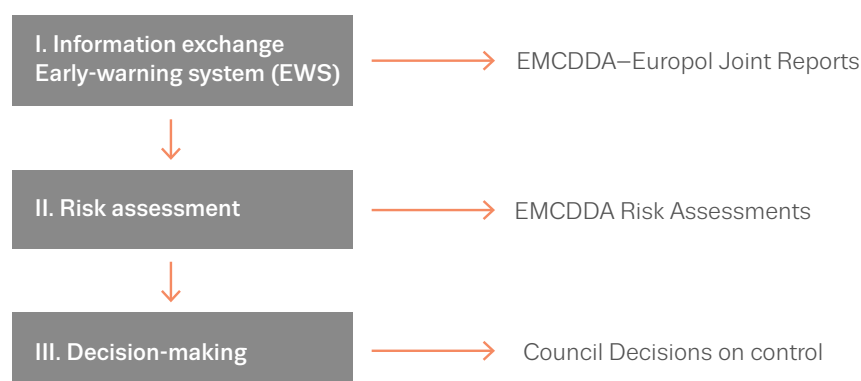 I. Information exchange
Early-warning system (EWS)
EMCDDA–Europol Joint Reports
II. Risk assessment
EMCDDA Risk Assessments
III. Decision-making
Council Decisions on control